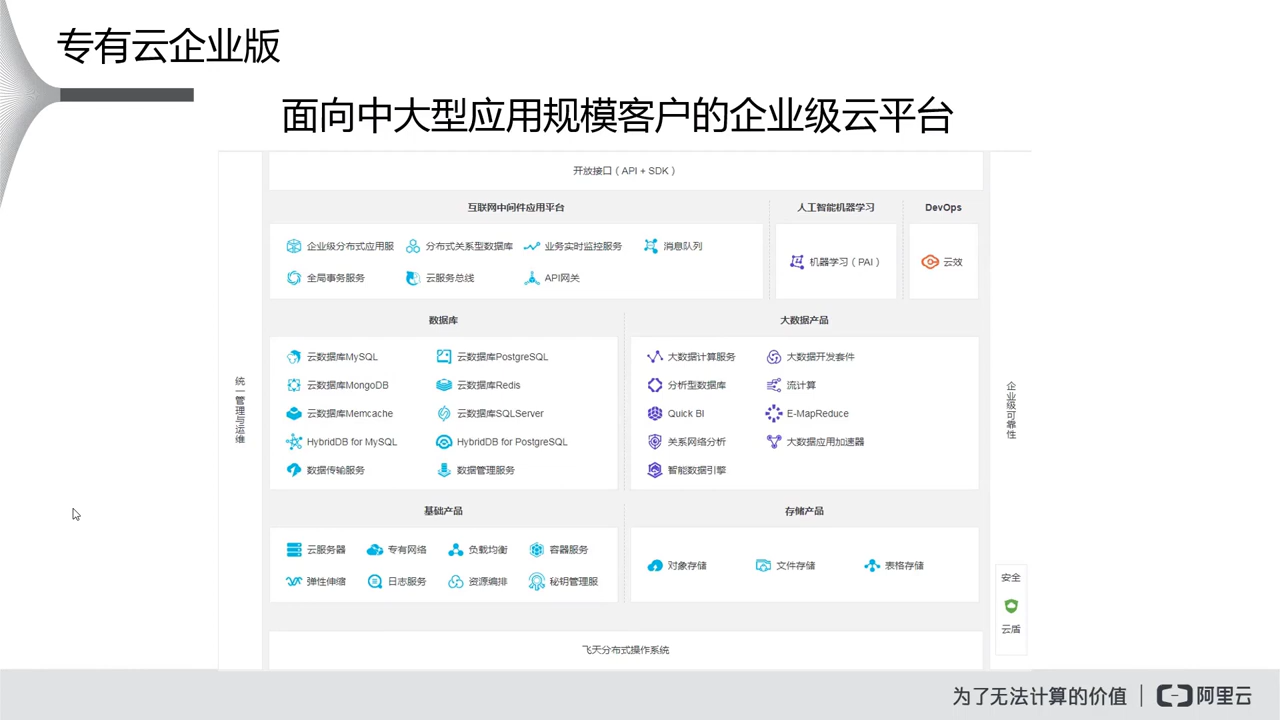 专有云企业版
面向中大型应用规模客户的企业级云平台
开放接口（API + SDK）
互联网中间件应用平台
人工智能机器学习
DevOps
企业级分布式应用服
分布式关系型数据库
业务实时监控服务
消息队列
全局事务服务
云服务总线
API网关
机器学习（PAI）
云效
数据库
大数据产品
云数据库MySQL
云数据库PostgreSQL
云数据库MongoDB
云数据库Redis
云数据库Memcache
云数据库SQLServer
HybridDB for MySQL
HybridDB for PostgreSQL
数据传输服务
数据管理服务
大数据计算服务
大数据开发套件
分析型数据库
流计算
Quick BI
E-MapReduce
关系网络分析
大数据应用加速器
智能数据引擎
统一管理与运维
企业级可靠性
基础产品
存储产品
云服务器
专有网络
负载均衡
容器服务
弹性伸缩
日志服务
资源编排
秘钥管理服
对象存储
文件存储
表格存储
安全
云盾
飞天分布式操作系统
为了无法计算的价值
阿里云